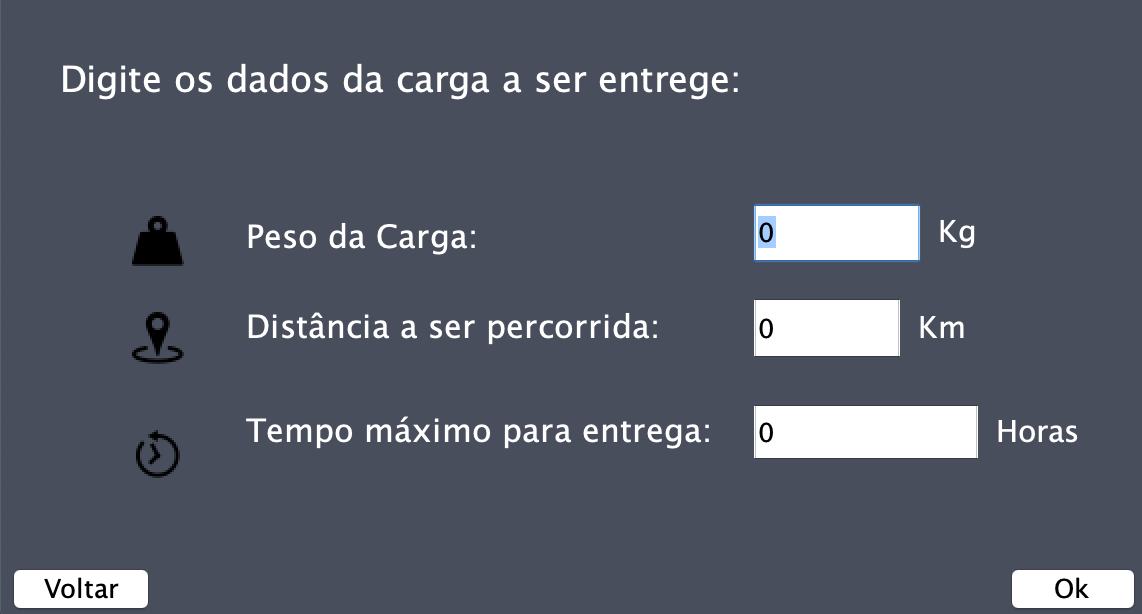 Digite os dados da carga a ser entrege:
Peso da Carga: 0 Kg
Distância a ser percorrida: 0 Km
Tempo máximo para entrega: 0 Horas
Voltar Ok